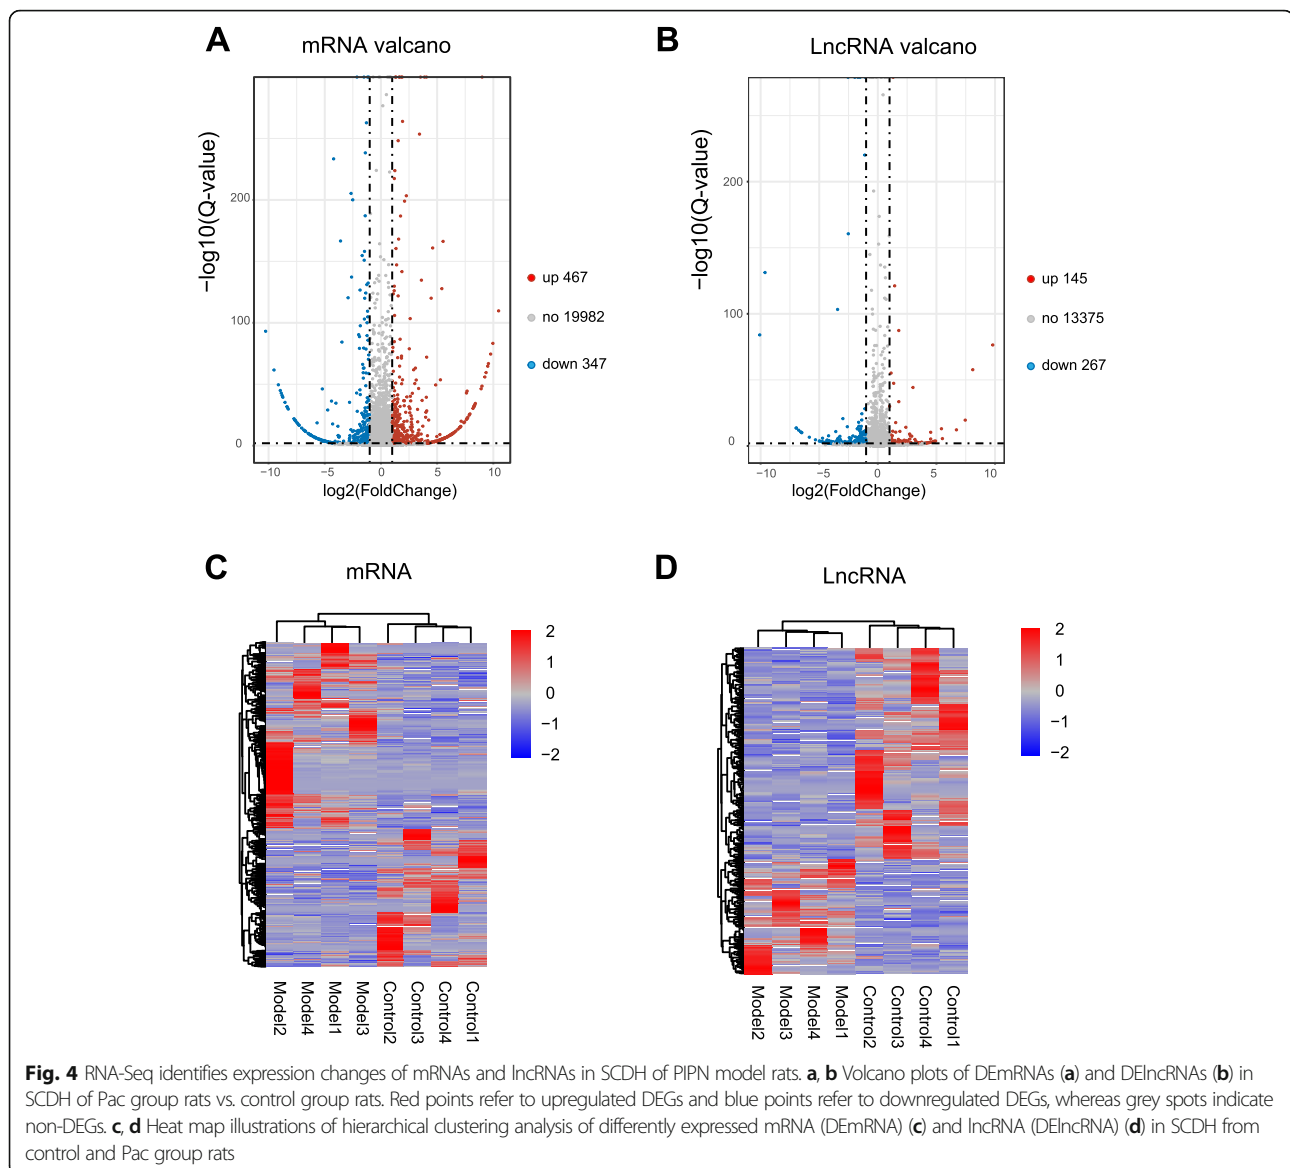 A
mRNA valcano
−log10(Q-value)
200
100
0
−10
−5
0
5
10
log2(FoldChange)
up 467
no 19982
down 347
B
LncRNA valcano
−log10(Q-value)
200
100
0
−10
−5
0
5
10
log2(FoldChange)
up 145
no 13375
down 267
C
mRNA
2
1
0
−1
−2
Model2
Model4
Model1
Model3
Control2
Control3
Control4
Control1
D
LncRNA
2
1
0
−1
−2
Model2
Model3
Model4
Model1
Control2
Control3
Control4
Control1
Fig. 4 RNA-Seq identifies expression changes of mRNAs and lncRNAs in SCDH of PIPN model rats. a, b Volcano plots of DEmRNAs (a) and DElncRNAs (b) in
SCDH of Pac group rats vs. control group rats. Red points refer to upregulated DEGs and blue points refer to downregulated DEGs, whereas grey spots indicate
non-DEGs. c, d Heat map illustrations of hierarchical clustering analysis of differently expressed mRNA (DEmRNA) (c) and lncRNA (DElncRNA) (d) in SCDH from
control and Pac group rats